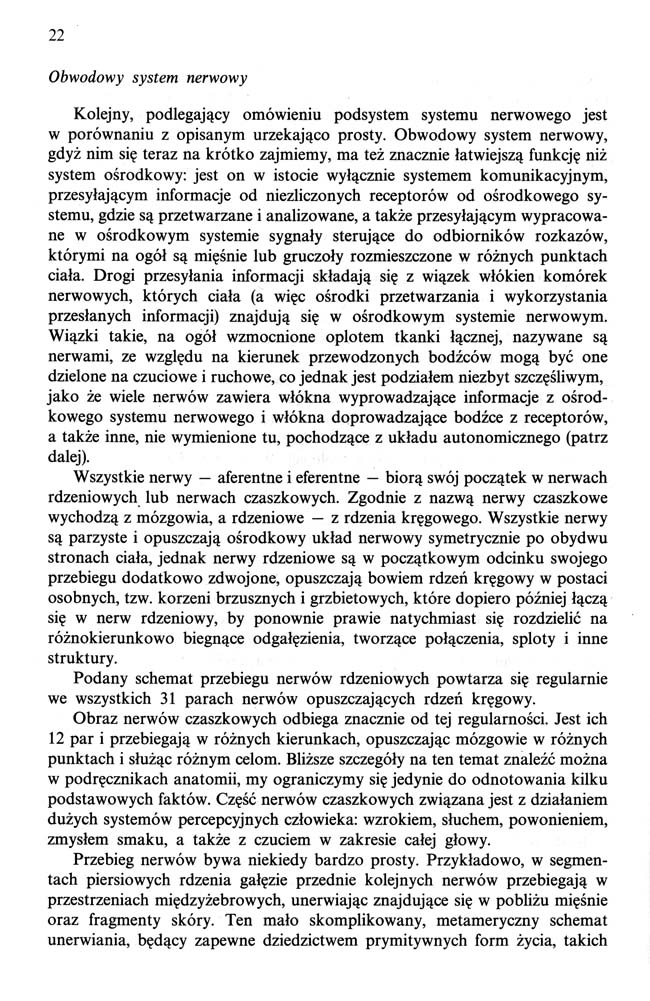 22
Obwodowy system nerwowy
Kolejny, podlegający omówieniu podsystem systemu nerwowego jest
w porównaniu z opisanym urzekająco prosty. Obwodowy system nerwowy,
gdyż nim się teraz na krótko zajmiemy, ma też znacznie łatwiejszą funkcję niż
system ośrodkowy: jest on w istocie wyłącznie systemem komunikacyjnym,
przesyłającym informacje od niezliczonych receptorów od ośrodkowego sy-
stemu, gdzie są przetwarzane i analizowane, a także przesyłającym wypracowa-
ne w ośrodkowym systemie sygnały sterujące do odbiorników rozkazów,
którymi na ogół są mięśnie lub gruczoły rozmieszczone w różnych punktach
ciała. Drogi przesyłania informacji składają się z wiązek włókien komórek
nerwowych, których ciała (a więc ośrodki przetwarzania i wykorzystania
przesłanych informacji) znajdują się w ośrodkowym systemie nerwowym.
Wiązki takie, na ogół wzmocnione oplotem tkanki łącznej, nazywane są
nerwami, ze względu na kierunek przewodzonych bodźców mogą być one
dzielone na czuciowe i ruchowe, co jednak jest podziałem niezbyt szczęśliwym,
jako że wiele nerwów zawiera włókna wyprowadzające informacje z ośrod-
kowego systemu nerwowego i włókna doprowadzające bodźce z receptorów,
a także inne, nie wymienione tu, pochodzące z układu autonomicznego (patrz
dalej).
Wszystkie nerwy — aferentne i eferentne — biorą swój początek w nerwach
rdzeniowych lub nerwach czaszkowych. Zgodnie z nazwą nerwy czaszkowe
wychodzą z mózgowia, a rdzeniowe — z rdzenia kręgowego. Wszystkie nerwy
są parzyste i opuszczają ośrodkowy układ nerwowy symetrycznie po obydwu
stronach ciała, jednak nerwy rdzeniowe są w początkowym odcinku swojego
przebiegu dodatkowo zdwojone, opuszczają bowiem rdzeń kręgowy w postaci
osobnych, tzw. korzeni brzusznych i grzbietowych, które dopiero później łączą
się w nerw rdzeniowy, by ponownie prawie natychmiast się rozdzielić na
różnokierunkowo biegnące odgałęzienia, tworzące połączenia, sploty i inne
struktury.
Podany schemat przebiegu nerwów rdzeniowych powtarza się regularnie
we wszystkich 31 parach nerwów opuszczających rdzeń kręgowy.
Obraz nerwów czaszkowych odbiega znacznie od tej regularności. Jest ich
12 par i przebiegają w różnych kierunkach, opuszczając mózgowie w różnych
punktach i służąc różnym celom. Bliższe szczegóły na ten temat znaleźć można
w podręcznikach anatomii, my ograniczymy się jedynie do odnotowania kilku
podstawowych faktów. Część nerwów czaszkowych związana jest z działaniem
dużych systemów percepcyjnych człowieka: wzrokiem, słuchem, powonieniem,
zmysłem smaku, a także z czuciem w zakresie całej głowy.
Przebieg nerwów bywa niekiedy bardzo prosty. Przykładowo, w segmen-
tach piersiowych rdzenia gałęzie przednie kolejnych nerwów przebiegają w
przestrzeniach międzyżebrowych, unerwiając znajdujące się w pobliżu mięśnie
oraz fragmenty skóry. Ten mało skomplikowany, metameryczny schemat
unerwiania, będący zapewne dziedzictwem prymitywnych form życia, takich